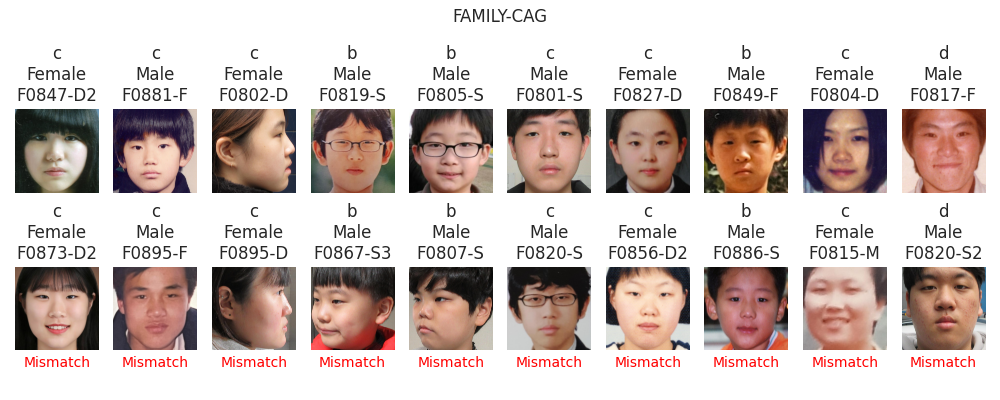 FAMILY-CAG
c c c b b c c b c d
Female Male Female Male Male Male Female Male Female Male
F0847-D2 F0881-F F0802-D F0819-S F0805-S F0801-S F0827-D F0849-F F0804-D F0817-F
c c c b b c c b c d
Female Male Female Male Male Male Female Male Female Male
F0873-D2 F0895-F F0895-D F0867-S3 F0807-S F0820-S F0856-D2 F0886-S F0815-M F0820-S2
Mismatch Mismatch Mismatch Mismatch Mismatch Mismatch Mismatch Mismatch Mismatch Mismatch